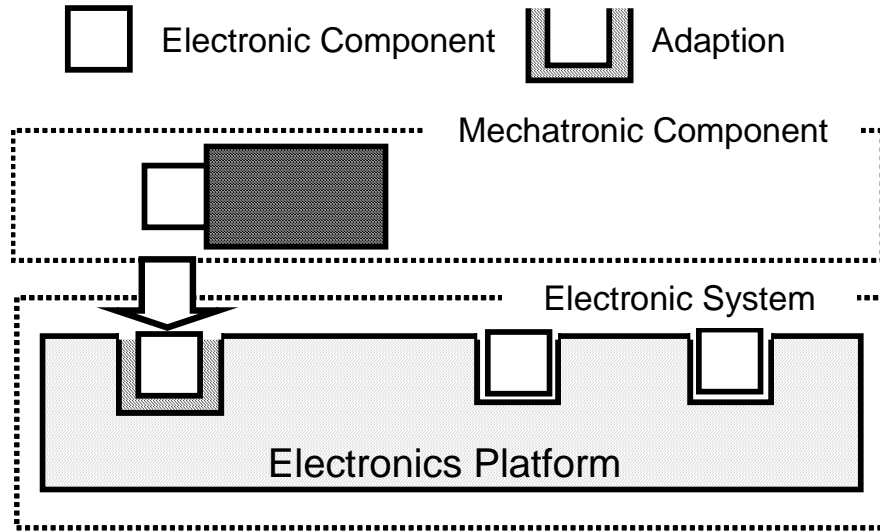 Electronic Component
Adaption
Mechatronic Component
Electronic System
Electronics Platform